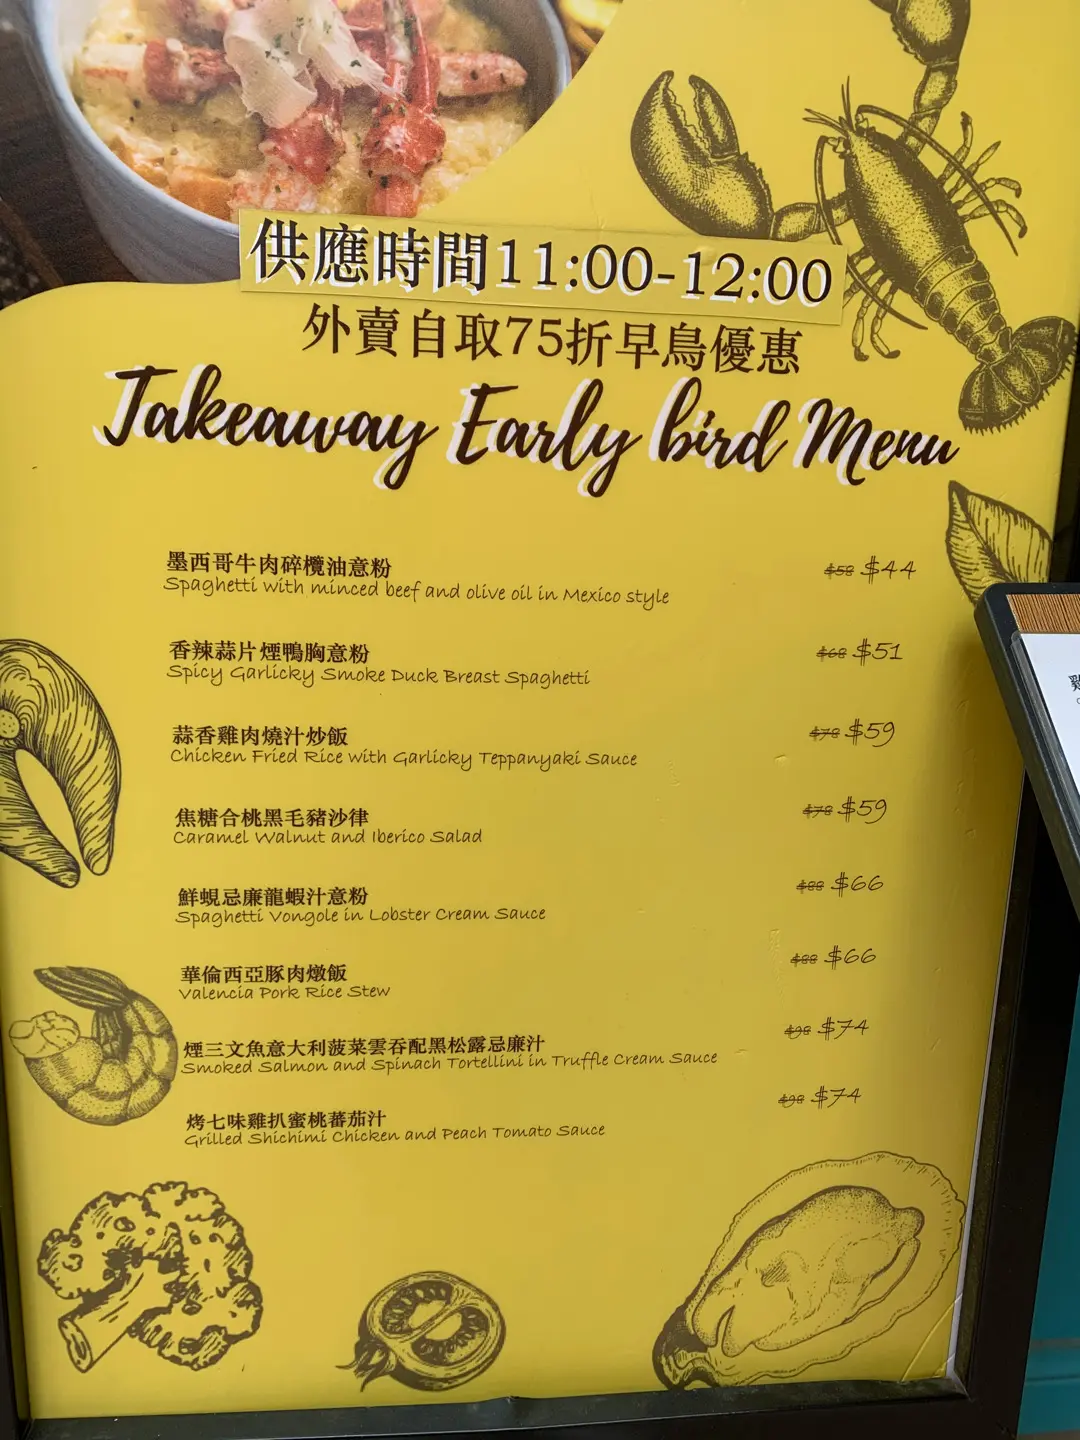 供應時間11:00-12:00
外賣自取75折早鳥優惠
Takeaway Early bird Menu
墨西哥牛肉碎欖油意粉
Spaghetti with minced beef and olive oil in Mexico style
$58 $44
香辣蒜片煙鴨胸意粉
Spicy Garlicky Smoke Duck Breast Spaghetti
$68 $51
蒜香雞肉燒汁炒飯
Chicken Fried Rice with Garlicky Teppanyaki Sauce
$78 $59
焦糖合桃黑毛豬沙律
Caramel Walnut and Iberico Salad
$78 $59
鮮蜆忌廉龍蝦汁意粉
Spaghetti Vongole in Lobster Cream Sauce
$88 $66
華倫西亞豚肉燉飯
Valencia Pork Rice Stew
$88 $66
煙三文魚意大利菠菜雲吞配黑松露忌廉汁
Smoked Salmon and Spinach Tortellini in Truffle Cream Sauce
$98 $74
烤七味雞扒蜜桃蕃茄汁
Grilled Shichimi Chicken and Peach Tomato Sauce
$98 $74